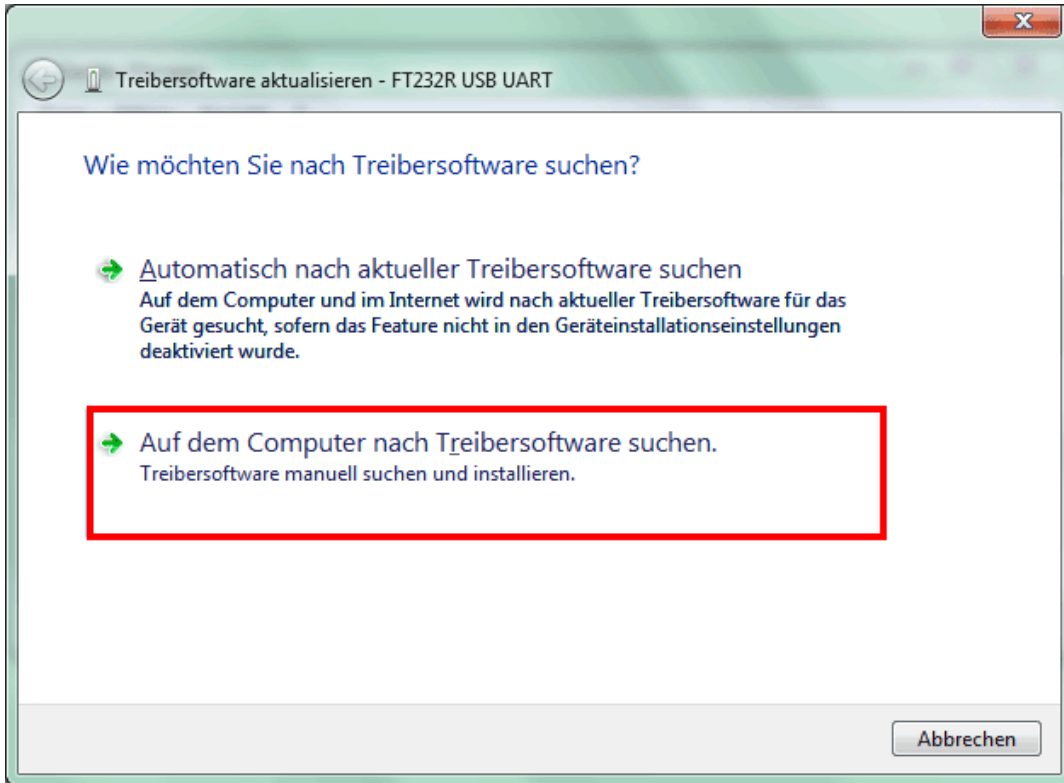 Treibersoftware aktualisieren - FT232R USB UART
Wie möchten Sie nach Treibersoftware suchen?
Automatisch nach aktueller Treibersoftware suchen
Auf dem Computer und im Internet wird nach aktueller Treibersoftware für das
Gerät gesucht, sofern das Feature nicht in den Geräteinstallationseinstellungen
deaktiviert wurde.
Auf dem Computer nach Treibersoftware suchen.
Treibersoftware manuell suchen und installieren.
Abbrechen